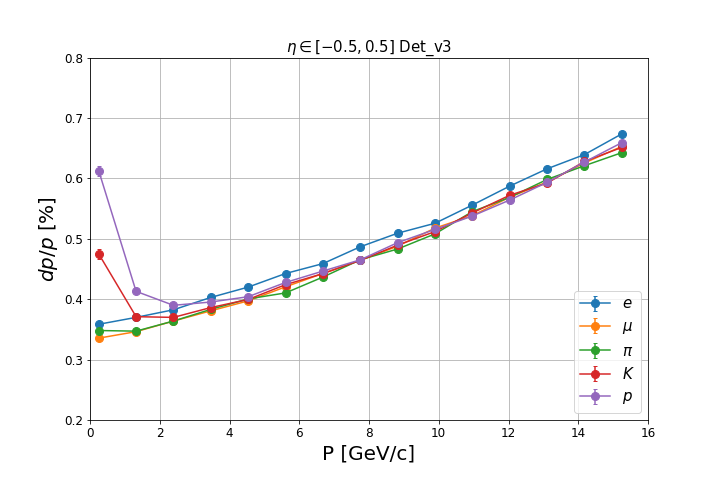 η ∈ [−0.5, 0.5] Det_v3
0.8
0.7
0.6
0.5
0.4
0.3
0.2
dp/p [%]
0 2 4 6 8 10 12 14 16
P [GeV/c]
e
μ
π
K
p